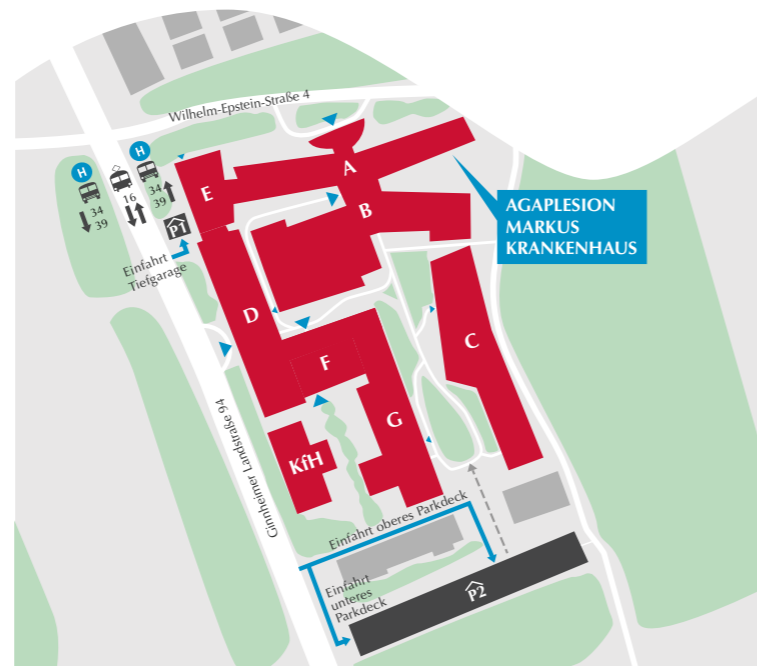 Wilhelm-Epstein-Straße 4
H
H
34
39
16
34
39
P1
Einfahrt
Tiefgarage
E
A
B
AGAPLESION
MARKUS
KRANKENHAUS
D
C
F
G
KfH
Ginnheimer Landstraße 94
Einfahrt oberes Parkdeck
Einfahrt
unteres
Parkdeck
P2